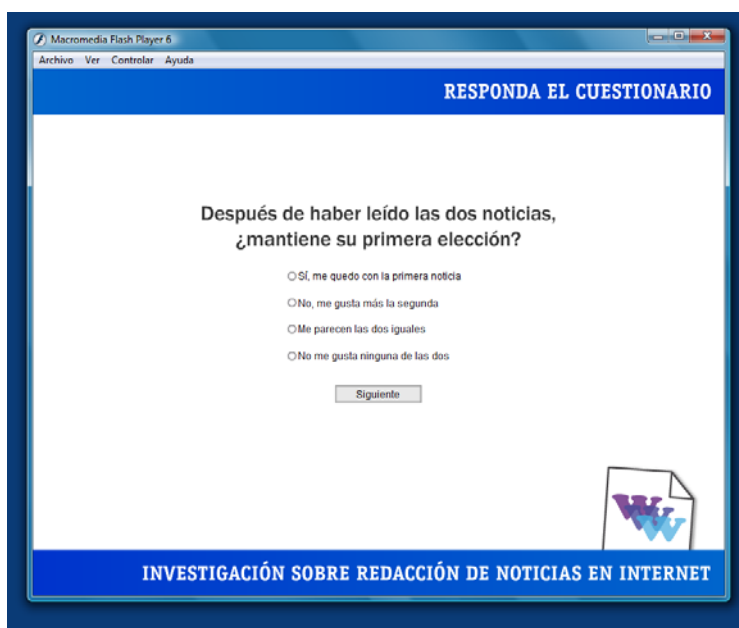 Macromedia Flash Player 6
Archivo Ver Controlar Ayuda
RESPONDA EL CUESTIONARIO
Después de haber leído las dos noticias,
¿mantiene su primera elección?
Sí, me quedo con la primera noticia
No, me gusta más la segunda
Me parecen las dos iguales
No me gusta ninguna de las dos
Siguiente
WWW
INVESTIGACIÓN SOBRE REDACCIÓN DE NOTICIAS EN INTERNET